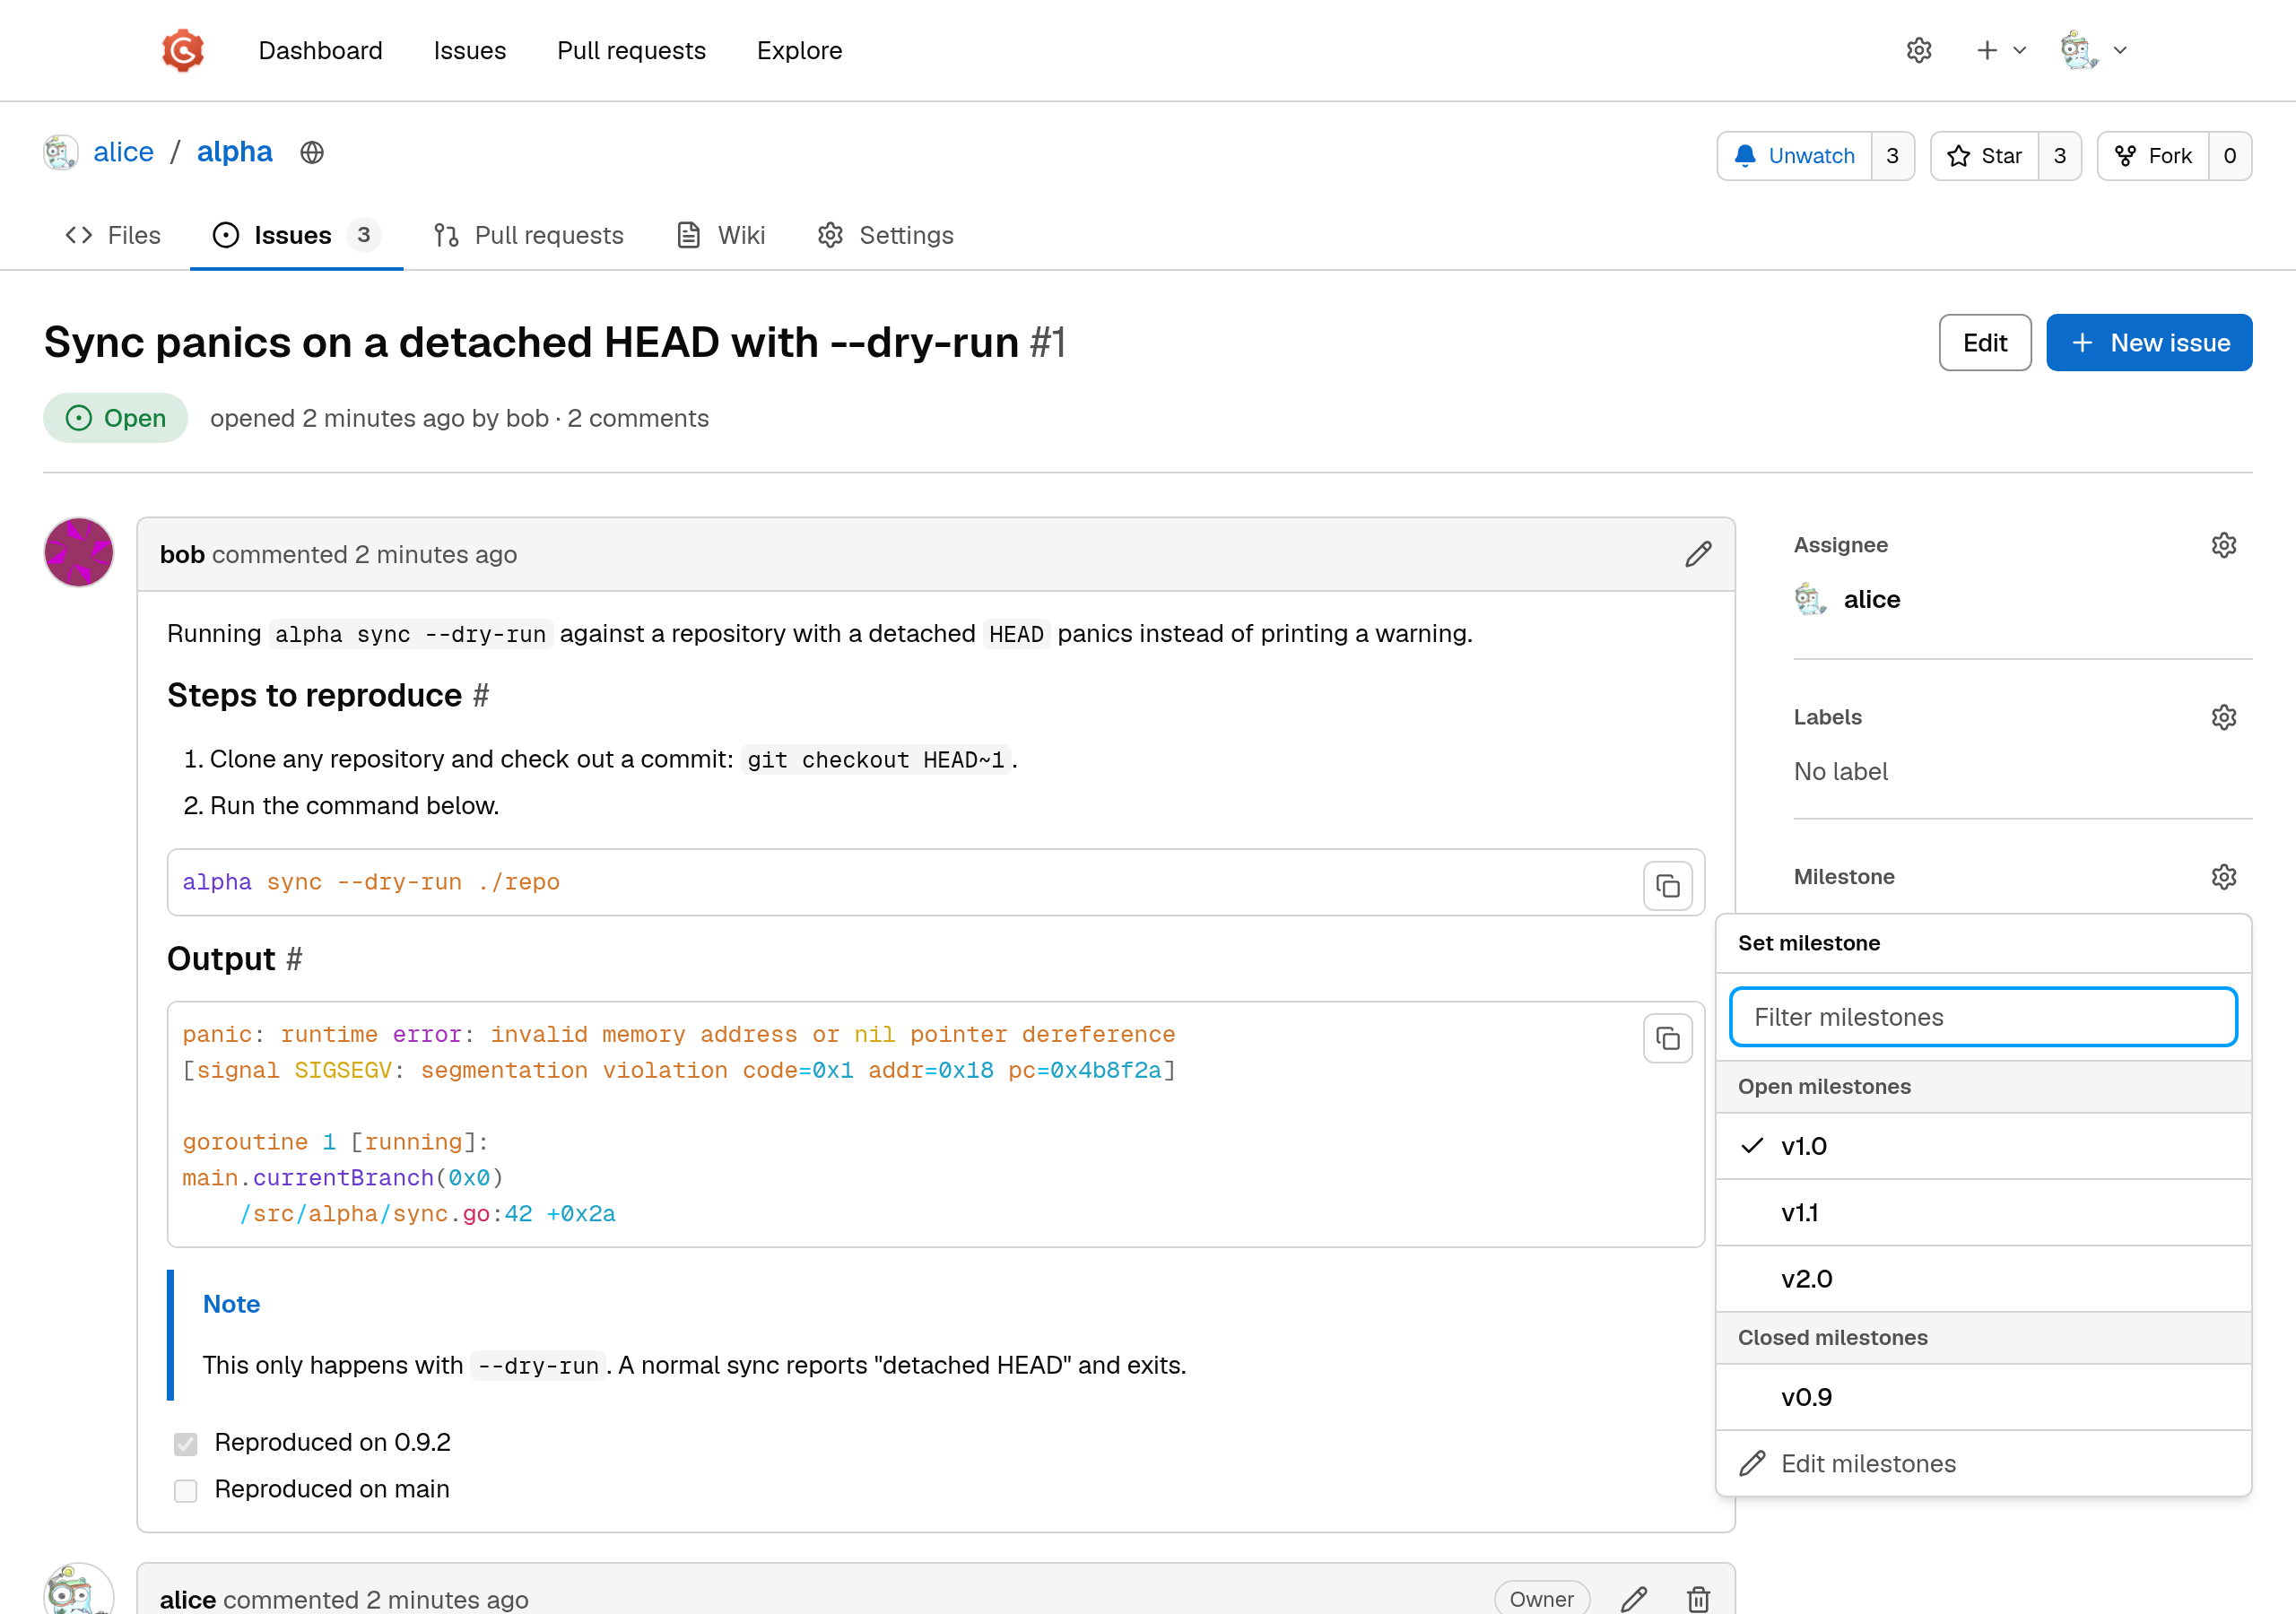 Dashboard Issues Pull requests Explore
alice / alpha
Unwatch 3 Star 3 Fork 0
Files Issues 3 Pull requests Wiki Settings
Sync panics on a detached HEAD with --dry-run #1
Edit New issue
Open opened 2 minutes ago by bob · 2 comments
bob commented 2 minutes ago
Running alpha sync --dry-run against a repository with a detached HEAD panics instead of printing a warning.
Steps to reproduce #
1. Clone any repository and check out a commit: git checkout HEAD~1.
2. Run the command below.
alpha sync --dry-run ./repo
Output #
panic: runtime error: invalid memory address or nil pointer dereference
[signal SIGSEGV: segmentation violation code=0x1 addr=0x18 pc=0x4b8f2a]
goroutine 1 [running]:
main.currentBranch(0x0)
/src/alpha/sync.go:42 +0x2a
Note
This only happens with --dry-run. A normal sync reports "detached HEAD" and exits.
Reproduced on 0.9.2
Reproduced on main
alice commented 2 minutes ago Owner
Assignee
alice
Labels
No label
Milestone
Set milestone
Filter milestones
Open milestones
v1.0
v1.1
v2.0
Closed milestones
v0.9
Edit milestones